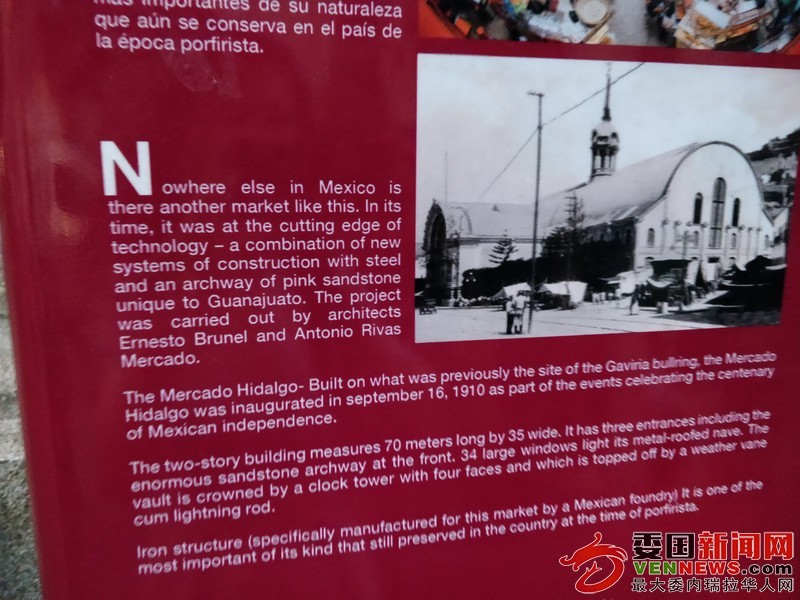 más importantes de su naturaleza
que aún se conserva en el país de
la época porfirista.
Nowhere else in Mexico is
there another market like this. In its
time, it was at the cutting edge of
technology – a combination of new
systems of construction with steel
and an archway of pink sandstone
unique to Guanajuato. The project
was carried out by architects
Ernesto Brunel and Antonio Rivas
Mercado.
The Mercado Hidalgo- Built on what was previously the site of the Gaviria bullring, the Mercado
Hidalgo was inaugurated in september 16, 1910 as part of the events celebrating the centenary
of Mexican independence.
The two-story building measures 70 meters long by 35 wide. It has three entrances including the
enormous sandstone archway at the front. 34 large windows light its metal-roofed nave. The
vault is crowned by a clock tower with four faces and which is topped off by a weather vane
cum lightning rod.
Iron structure (specifically manufactured for this market by a Mexican foundry) It is one of the
most important of its kind that still preserved in the country at the time of porfirista.
委国新闻网
VENNEWS.com
最大委内瑞拉华人网